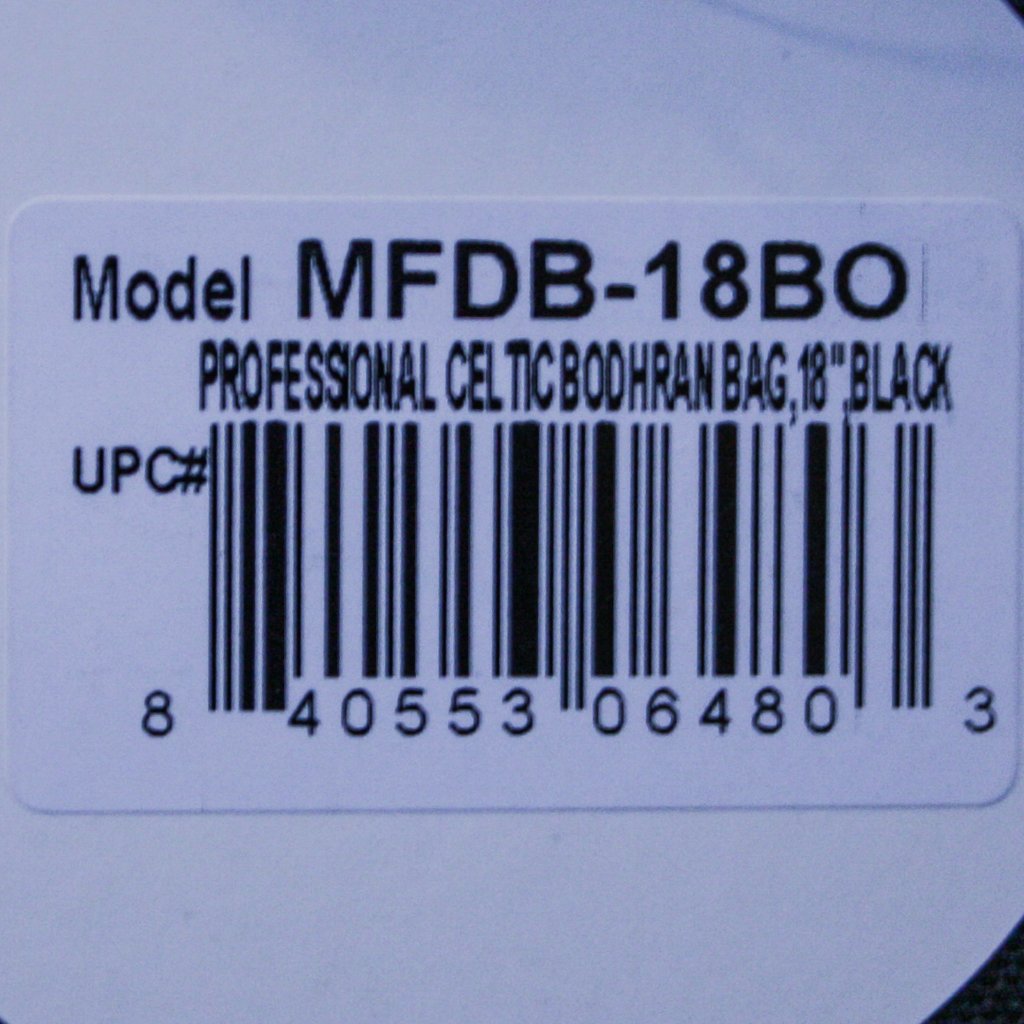 Model MFDB-18BO
PROFESSIONAL CELTIC BODHRAN BAG,18",BLACK
UPC#
8 40553 06480 3